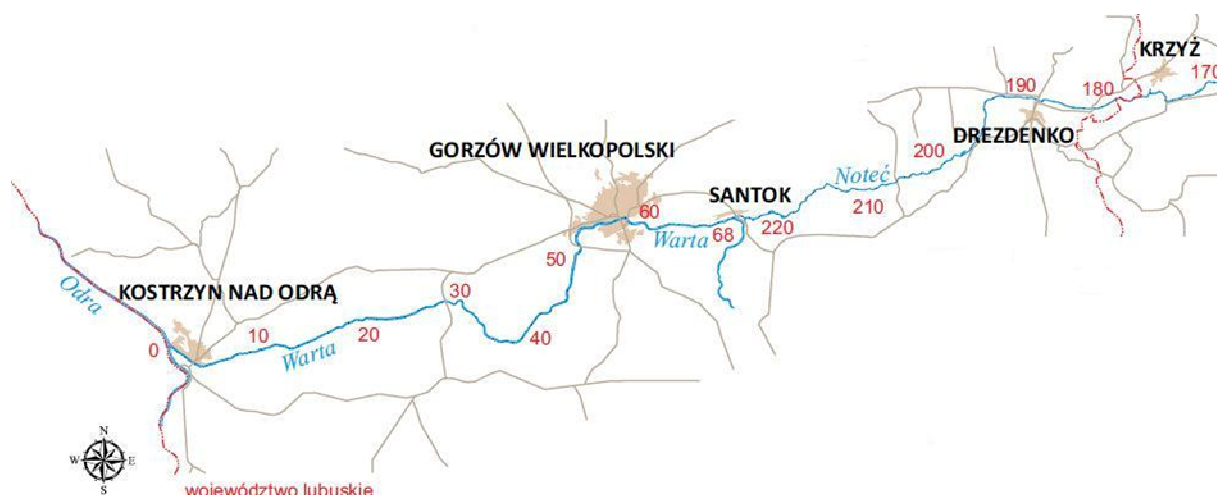 KRZYŻ
170
180
190
DREZDENKO
200
Noteć
210
GORZÓW WIELKOPOLSKI
SANTOK
220
68
60
Warta
50
40
30
20
10
Warta
KOSTRZYN NAD ODRĄ
Odra
0
N
W E
S
województwo lubuskie